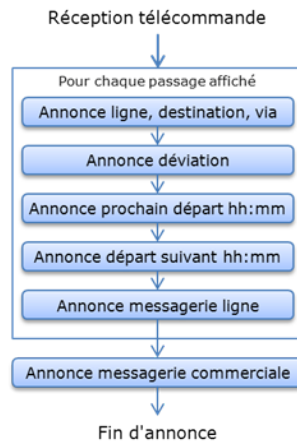 Réception télécommande
Pour chaque passage affiché
Annonce ligne, destination, via
Annonce déviation
Annonce prochain départ hh:mm
Annonce départ suivant hh:mm
Annonce messagerie ligne
Annonce messagerie commerciale
Fin d'annonce